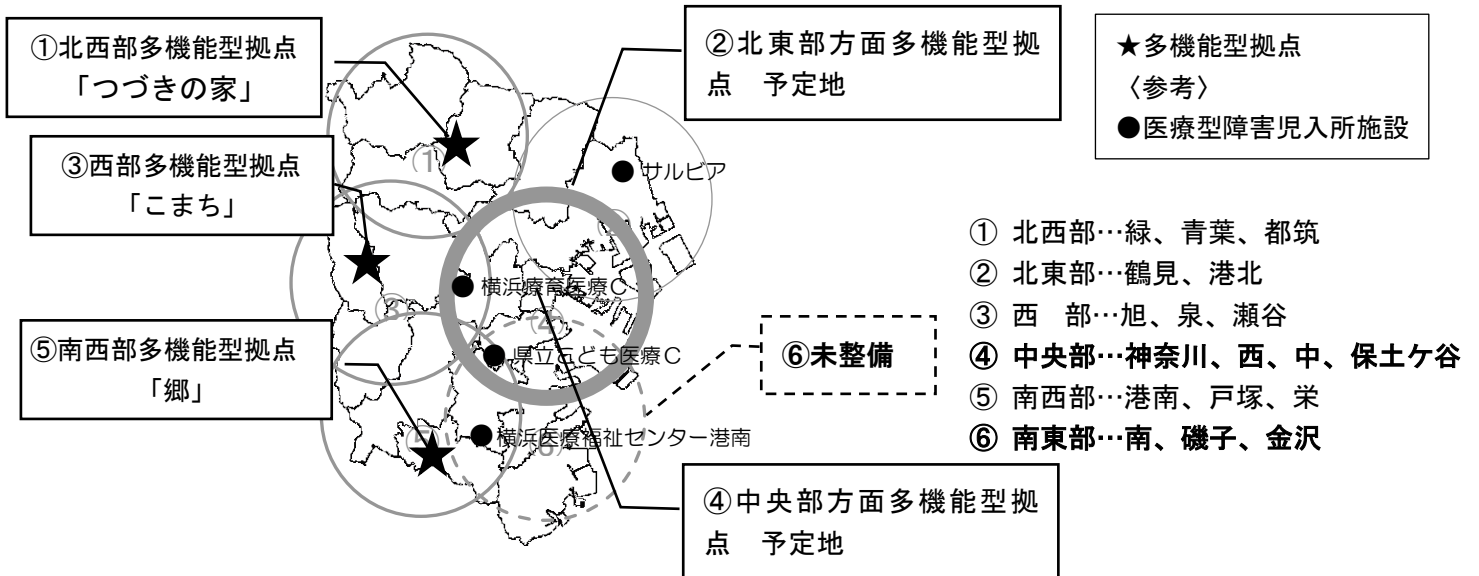 ①北西部多機能型拠点
「つづきの家」
②北東部方面多機能型拠
点　予定地
★多機能型拠点
〈参考〉
●医療型障害児入所施設
③西部多機能型拠点
「こまち」
①
サルビア
②
横浜療育医療C
③
④
県立こども医療C
⑤南西部多機能型拠点
「郷」
⑥未整備
① 北西部…緑、青葉、都筑
② 北東部…鶴見、港北
③ 西　部…旭、泉、瀬谷
④ 中央部…神奈川、西、中、保土ケ谷
⑤ 南西部…港南、戸塚、栄
⑥ 南東部…南、磯子、金沢
⑤
横浜医療福祉センター港南
⑥
④中央部方面多機能型拠
点　予定地